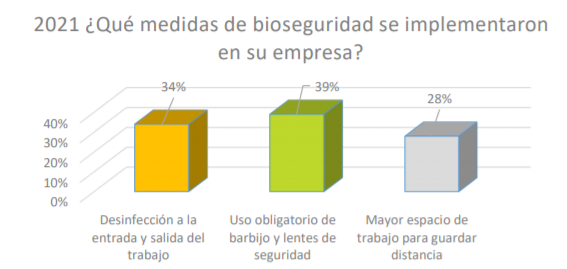 2021 ¿Qué medidas de bioseguridad se implementaron
en su empresa?
34%
39%
28%
40%
30%
20%
10%
0%
Desinfección a la
entrada y salida del
trabajo
Uso obligatorio de
barbijo y lentes de
seguridad
Mayor espacio de
trabajo para guardar
distancia